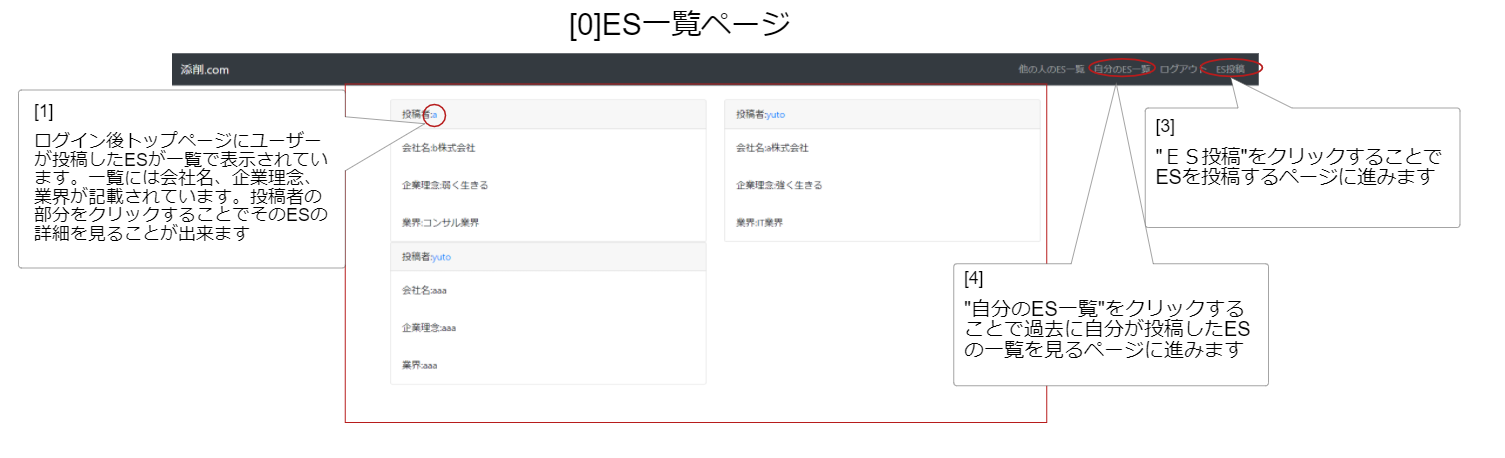 [0]ES一覧ページ
添削.com 他の人のES一覧 自分のES一覧 ログアウト ES投稿
[1]
ログイン後トップページにユーザー
が投稿したESが一覧で表示されてい
ます。一覧には会社名、企業理念、
業界が記載されています。投稿者の
部分をクリックすることでそのESの
詳細を見ることが出来ます
投稿者:a
会社名:b株式会社
企業理念:弱く生きる
業界:コンサル業界
投稿者:yuto
会社名:a株式会社
企業理念:強く生きる
業界:IT業界
投稿者:yuto
会社名:aaa
企業理念:aaa
業界:aaa
[3]
"ＥＳ投稿"をクリックすることで
ESを投稿するページに進みます
[4]
"自分のES一覧"をクリックする
ことで過去に自分が投稿したES
の一覧を見るページに進みます